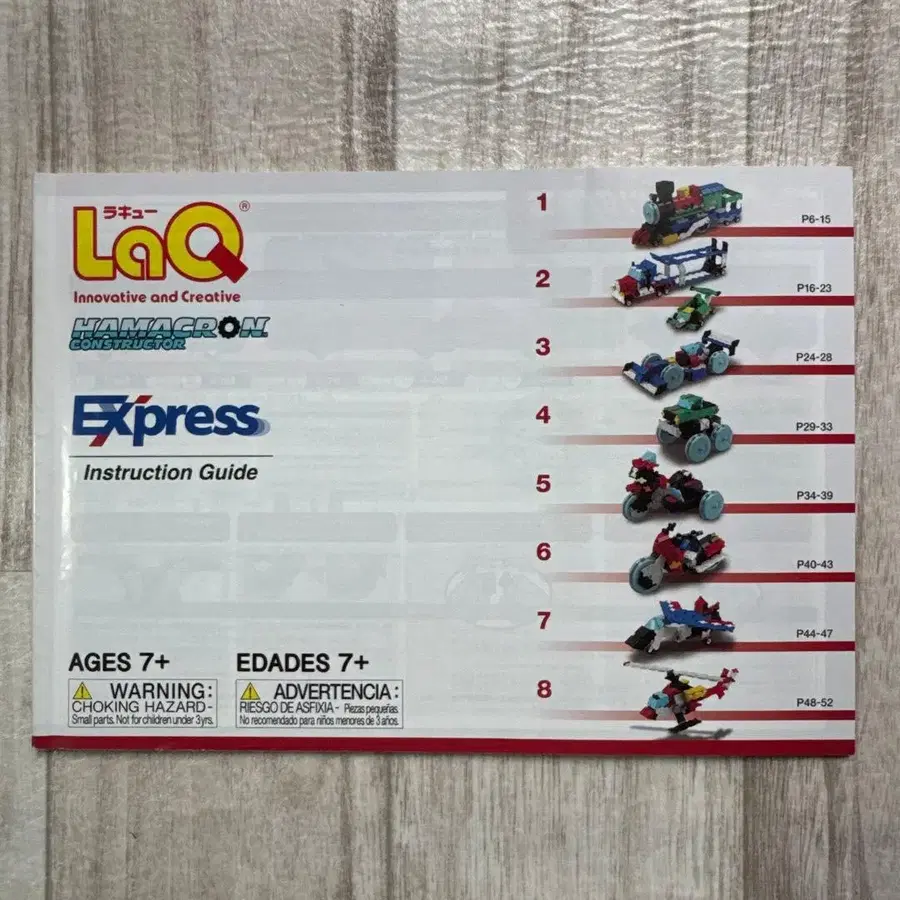 ラキュー
LaQ®
Innovative and Creative
HAMACRON
CONSTRUCTOR
EXpress
Instruction Guide
AGES 7+
WARNING:
CHOKING HAZARD-
Small parts. Not for children under 3 yrs.
EDADES 7+
ADVERTENCIA:
RIESGO DE ASFIXIA - Piezas pequeñas.
No recomendado para niños menores de 3 años.
1
P6-15
2
P16-23
3
P24-28
4
P29-33
5
P34-39
6
P40-43
7
P44-47
8
P48-52